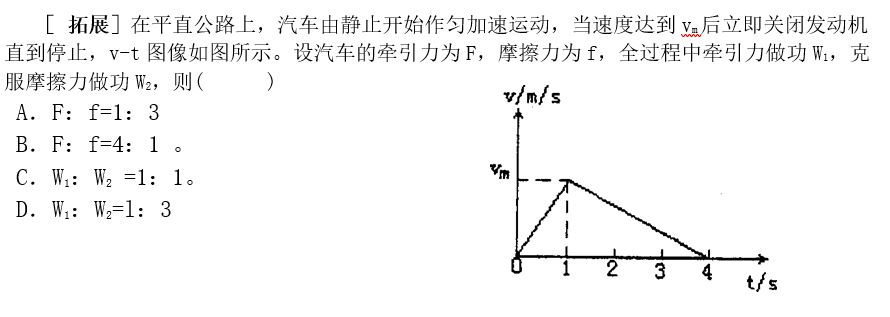 [ 拓展] 在平直公路上，汽车由静止开始作匀加速运动，当速度达到 vₘ后立即关闭发动机
直到停止，v-t 图像如图所示。设汽车的牵引力为 F，摩擦力为 f，全过程中牵引力做功 W₁，克
服摩擦力做功 W₂，则(      )
A．F：f=1：3
B．F：f=4：1 。
C．W₁：W₂ =1：1。
D．W₁：W₂=l：3
v/m/s
vₘ
0 1 2 3 4
t/s